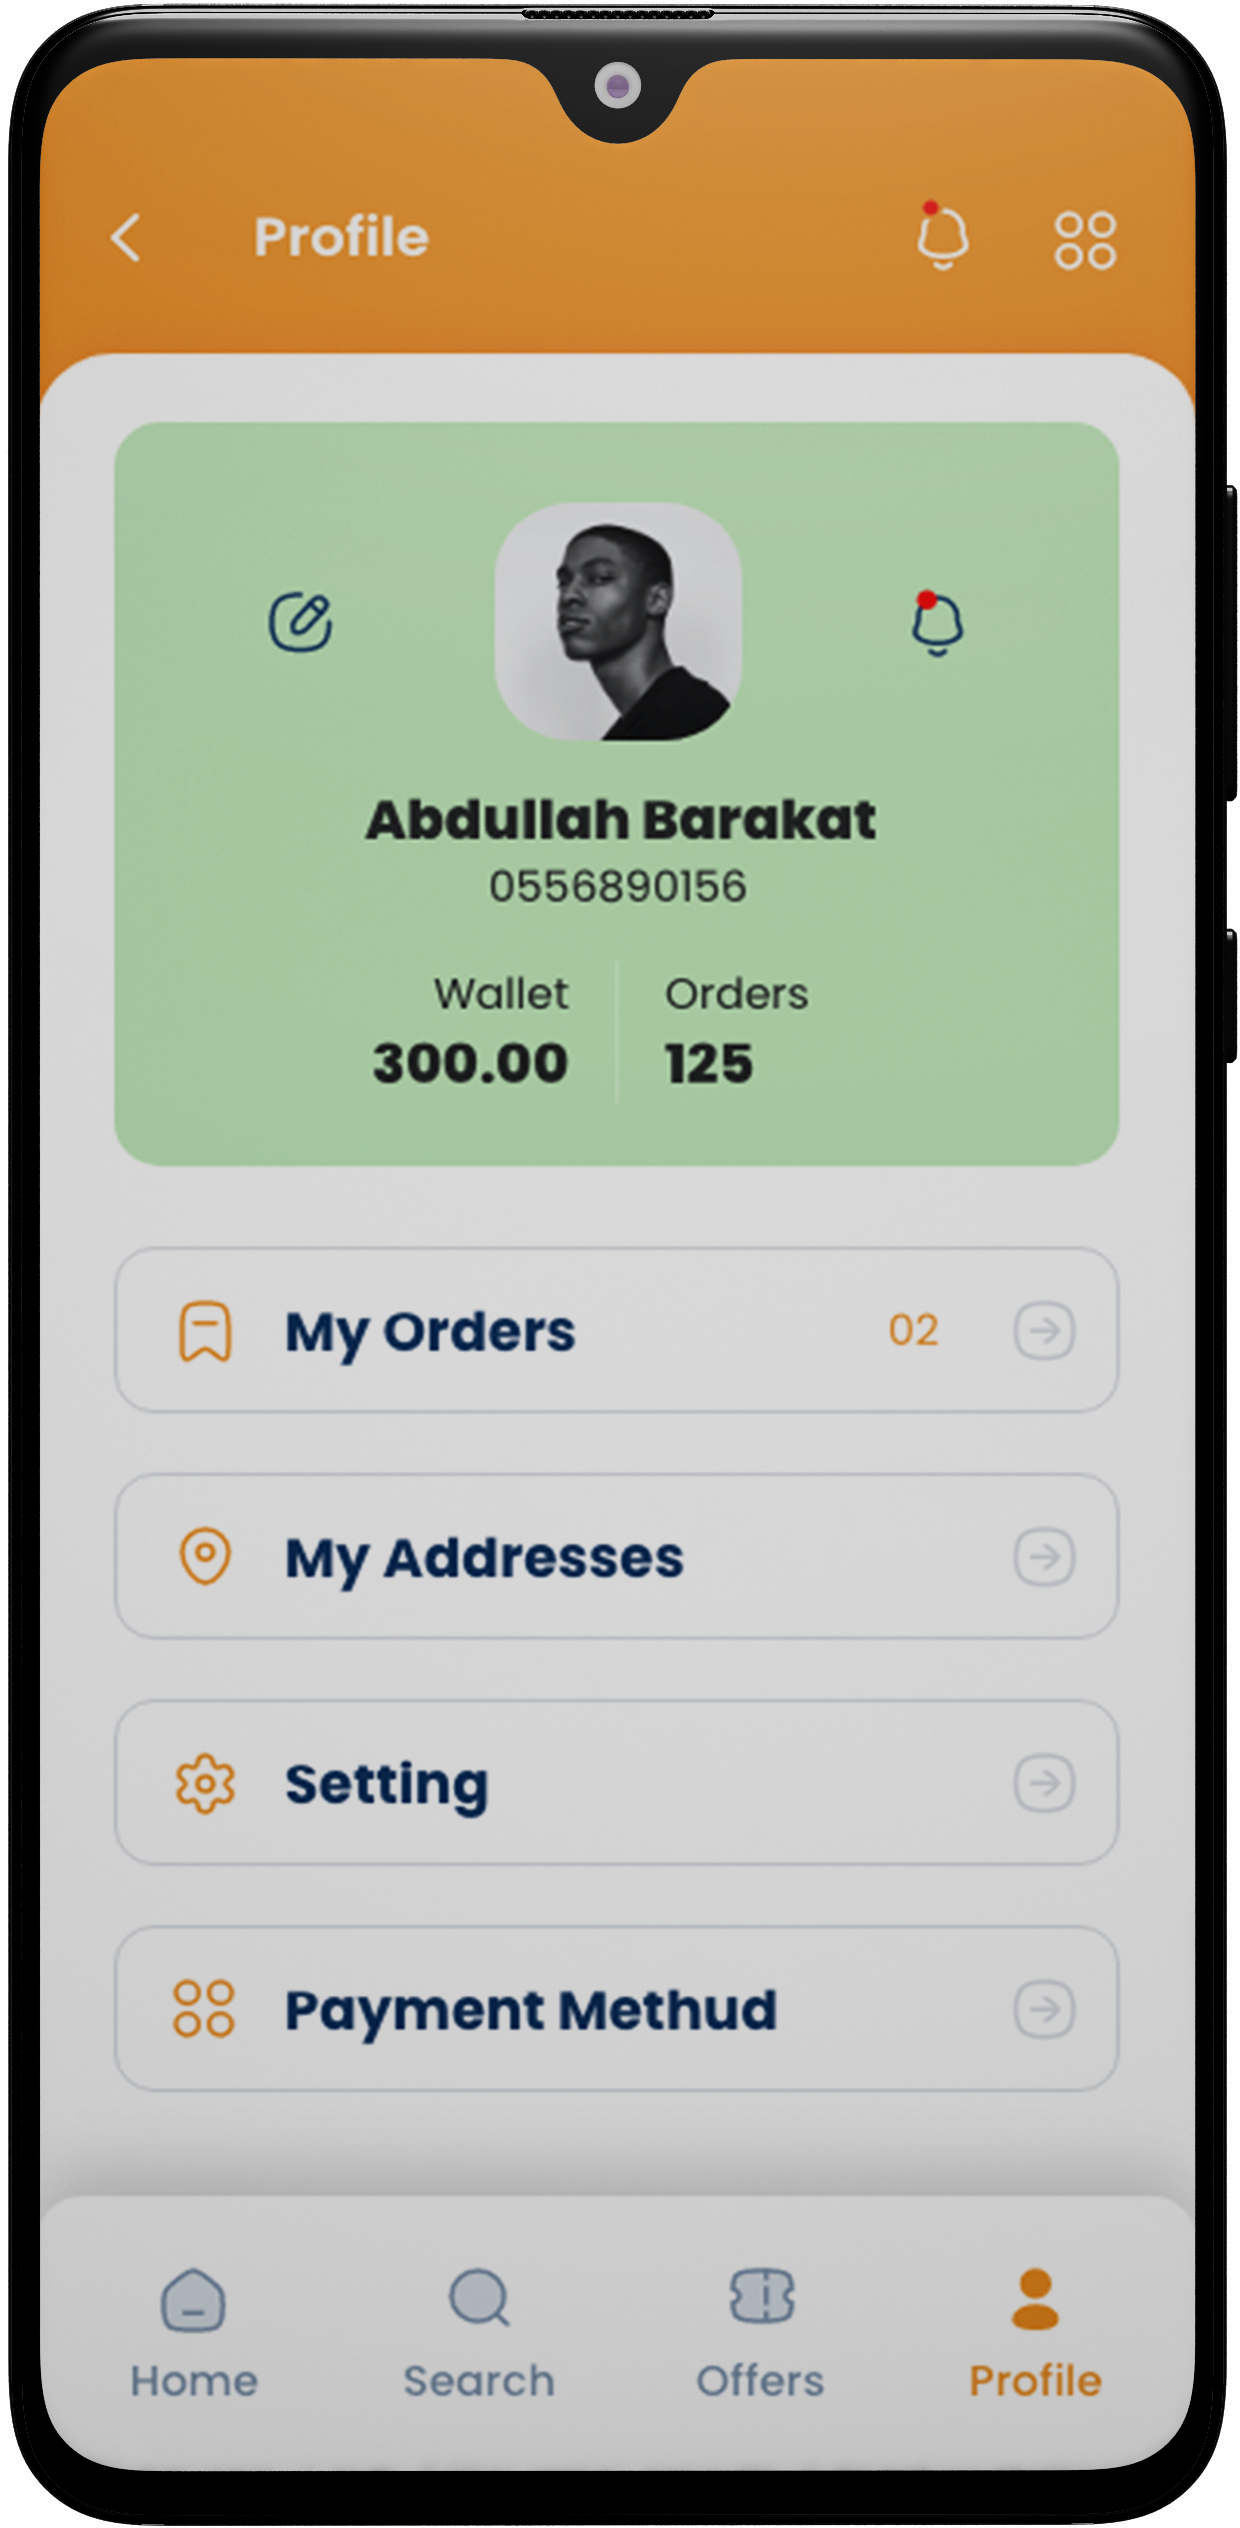 Profile
Abdullah Barakat
0556890156
Wallet
Orders
300.00
125
My Orders
02
My Addresses
Setting
Payment Methud
Home
Search
Offers
Profile